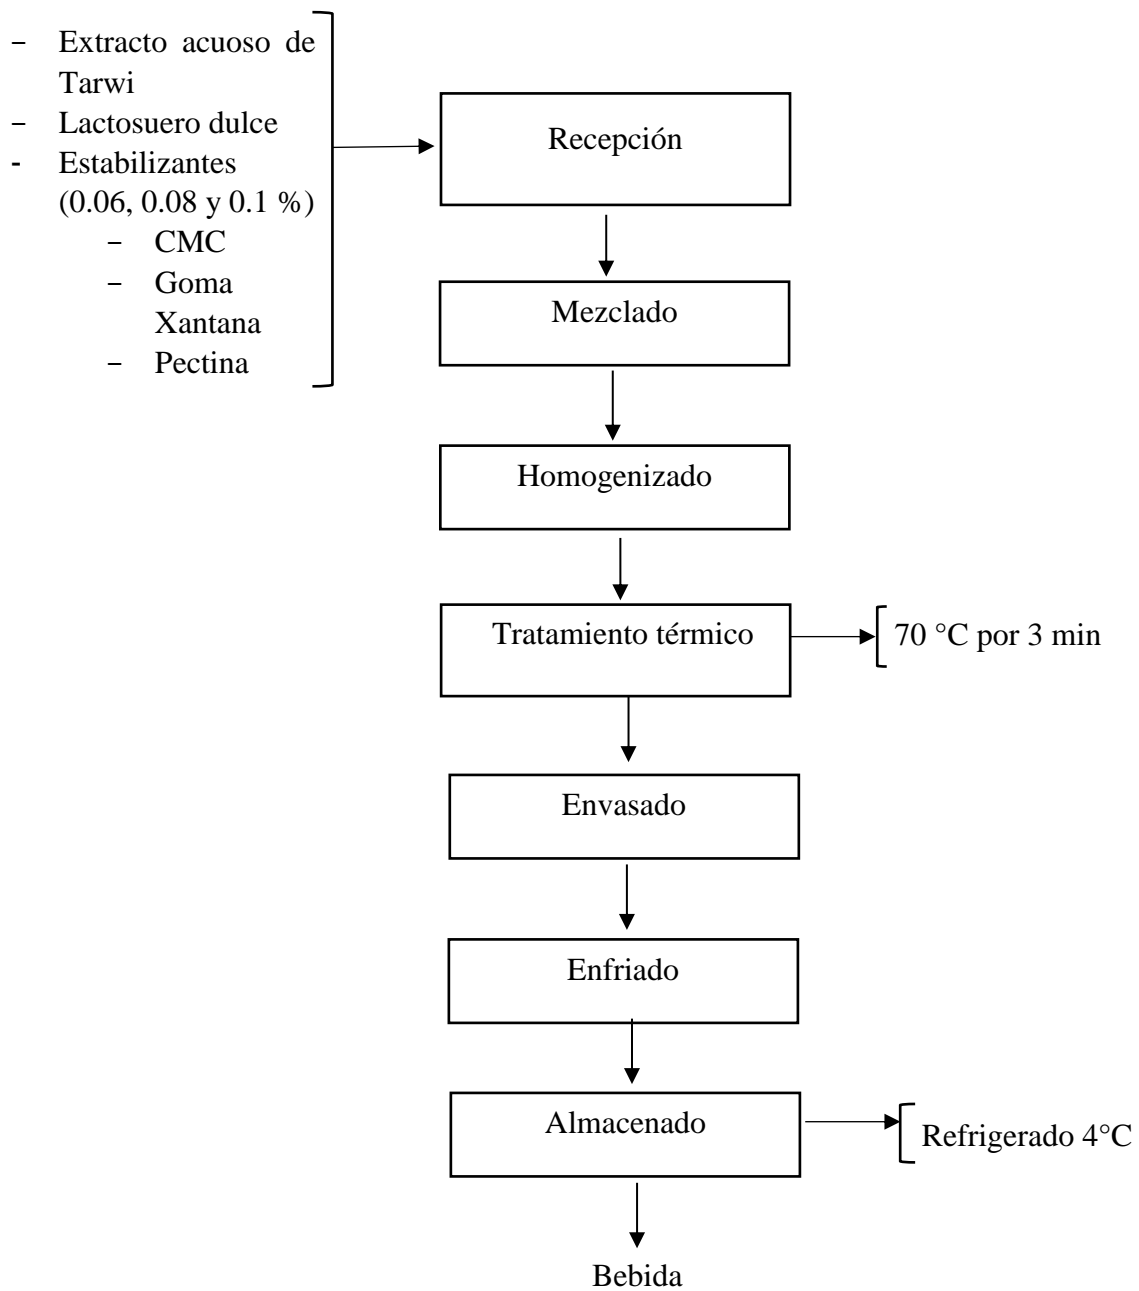 – Extracto acuoso de
Tarwi
– Lactosuero dulce
- Estabilizantes
(0.06, 0.08 y 0.1 %)
– CMC
– Goma
Xantana
– Pectina
Recepción
Mezclado
Homogenizado
Tratamiento térmico
70 °C por 3 min
Envasado
Enfriado
Almacenado
Refrigerado 4°C
Bebida